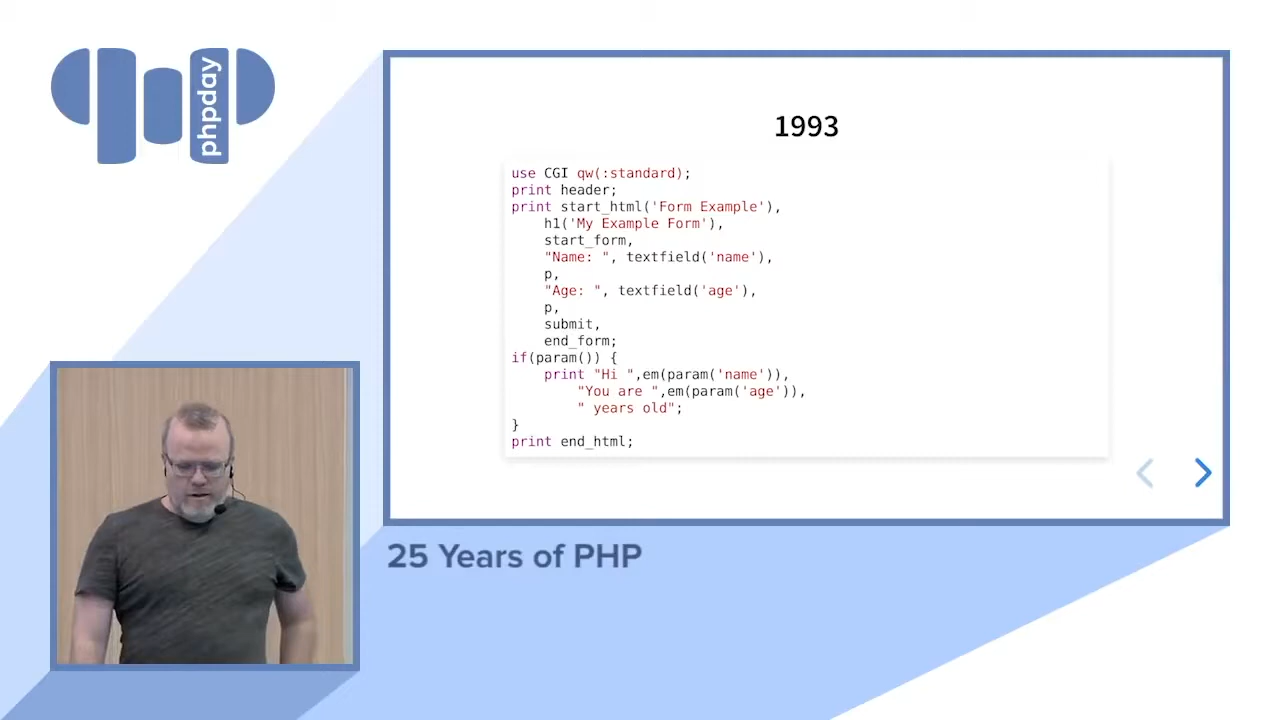 phpday
1993
use CGI qw(:standard);
print header;
print start_html('Form Example'),
    h1('My Example Form'),
    start_form,
    "Name: ", textfield('name'),
    p,
    "Age: ", textfield('age'),
    p,
    submit,
    end_form;
if(param()) {
    print "Hi ",em(param('name')),
        "You are ",em(param('age')),
        " years old";
}
print end_html;
25 Years of PHP